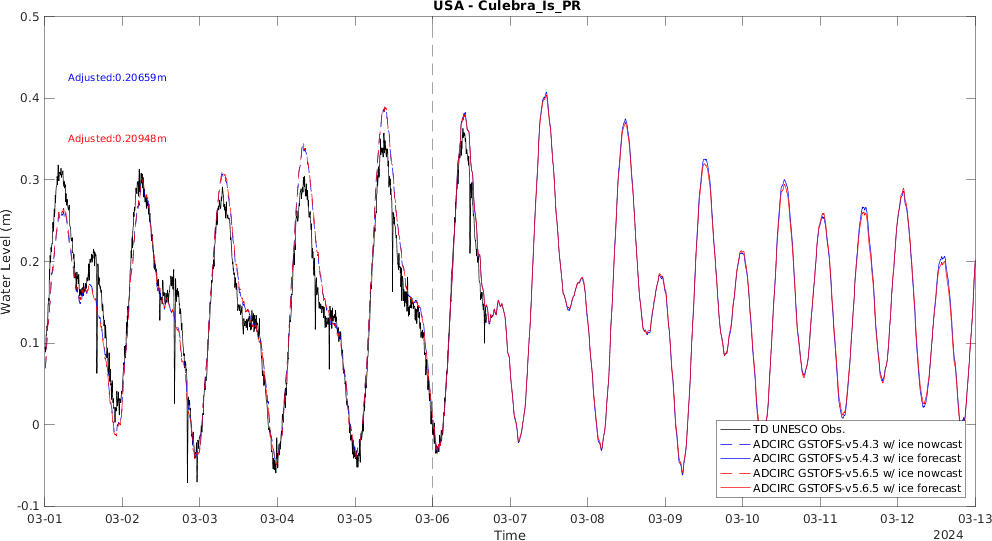 USA - Culebra_Is_PR
0.5
0.4
0.3
0.2
0.1
0
-0.1
Water Level (m)
Adjusted:0.20659m
Adjusted:0.20948m
TD UNESCO Obs.
ADCIRC GSTOFS-v5.4.3 w/ ice nowcast
ADCIRC GSTOFS-v5.4.3 w/ ice forecast
ADCIRC GSTOFS-v5.6.5 w/ ice nowcast
ADCIRC GSTOFS-v5.6.5 w/ ice forecast
03-01 03-02 03-03 03-04 03-05 03-06 03-07 03-08 03-09 03-10 03-11 03-12 03-13
Time
2024